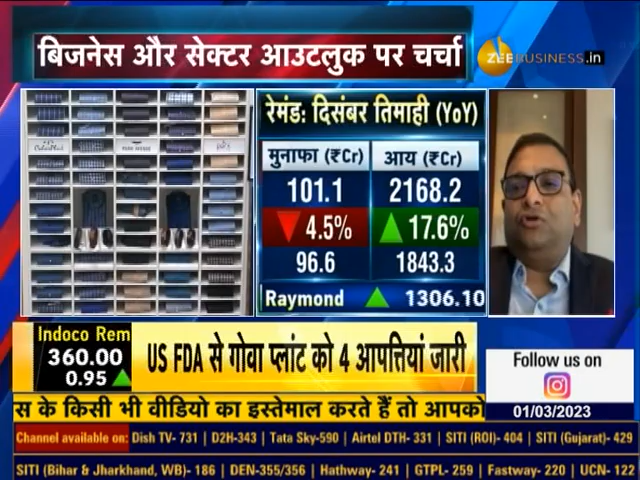 बिजनेस और सेक्टर आउटलुक पर चर्चा
ZEEBUSINESS.in
PARK AVENUE
रेमंड: दिसंबर तिमाही (YoY)
मुनाफा (₹Cr) आय (₹Cr)
101.1 2168.2
4.5% 17.6%
96.6 1843.3
Raymond 1306.10
Indoco Rem
360.00
0.95
US FDA से गोवा प्लांट को 4 आपत्तियां जारी
Follow us on
01/03/2023
स के किसी भी वीडियो का इस्तेमाल करते हैं तो आपको
Channel available on: Dish TV- 731 | D2H-343 | Tata Sky-590 | Airtel DTH- 331 | SITI (ROI)- 404 | SITI (Gujarat)- 429
SITI (Bihar & Jharkhand, WB)- 186 | DEN-355/356 | Hathway- 241 | GTPL- 259 | Fastway- 220 | UCN- 122